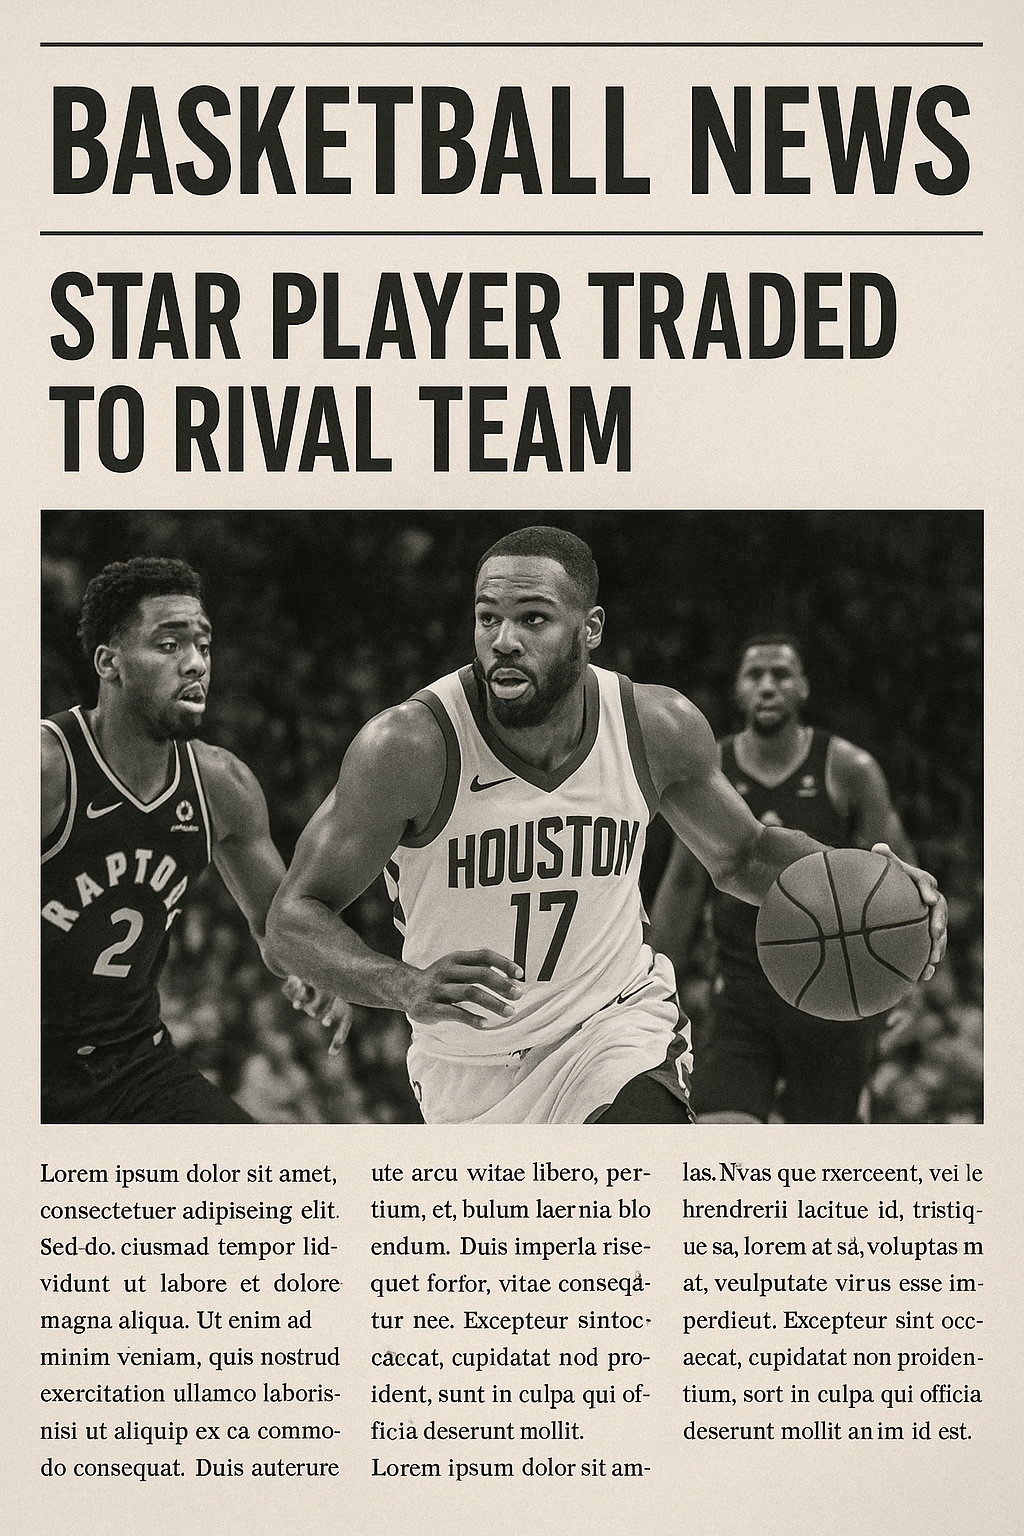 BASKETBALL NEWS
STAR PLAYER TRADED
TO RIVAL TEAM
RAPTORS
2
HOUSTON
17
Lorem ipsum dolor sit amet,
consectetuer adipiseing elit.
Sed-do. ciusmad tempor lid-
vidunt ut labore et dolore
magna aliqua. Ut enim ad
minim veniam, quis nostrud
exercitation ullamco laboris-
nisi ut aliquip ex ca commo-
do consequat. Duis auterure
ute arcu witae libero, per-
tium, et, bulum laernia blo
endum. Duis imperla rise-
quet forfor, vitae consequa-
tur nee. Excepteur sintoc-
caccat, cupidatat nod pro-
ident, sunt in culpa qui of-
ficia deserunt mollit.
Lorem ipsum dolor sit am-
las. Nvas que rxerceent, vei le
hrendrerii lacitue id, tristiq-
ue sa, lorem at sa, voluptas m
at, veulputate virus esse im-
perdieut. Excepteur sint occ-
aecat, cupidatat non proiden-
tium, sort in culpa qui officia
deserunt mollit an im id est.